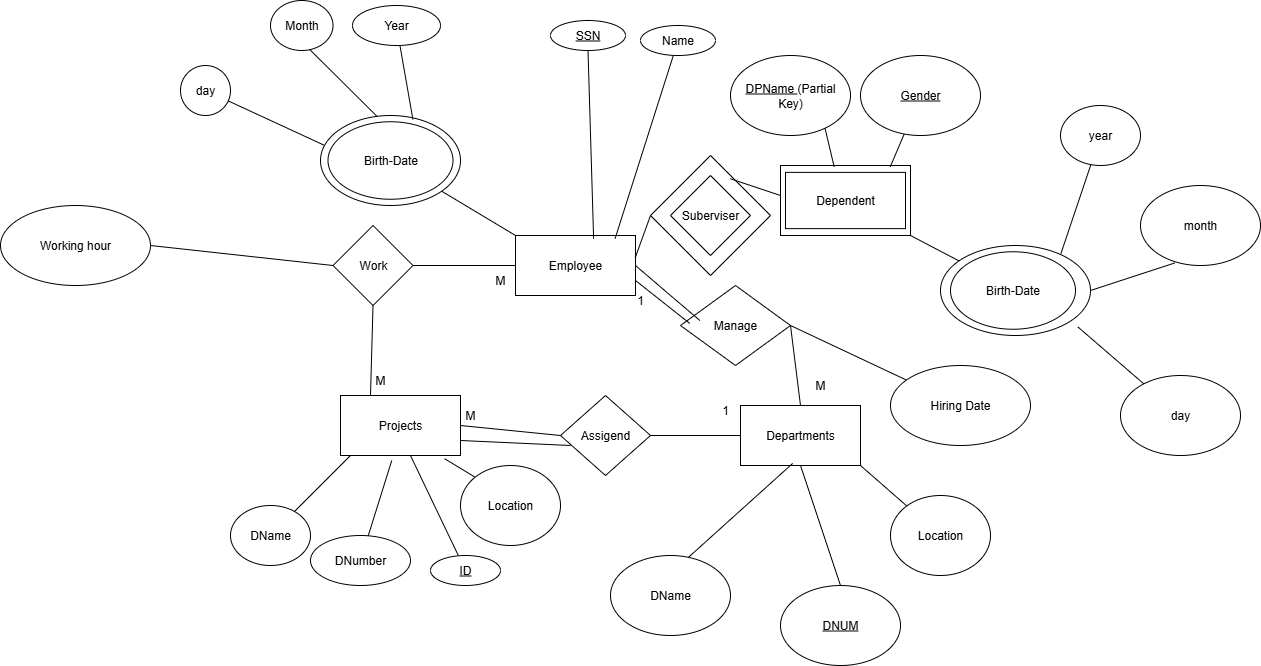 Month
Year
SSN
Name
day
DPName (Partial
Key)
Gender
year
Birth-Date
Dependent
Suberviser
month
Working hour
Work
Employee
M
1
Birth-Date
Manage
M
M
Hiring Date
day
1
Projects
M
Assigend
Departments
Location
DName
DNumber
ID
Location
DName
DNUM